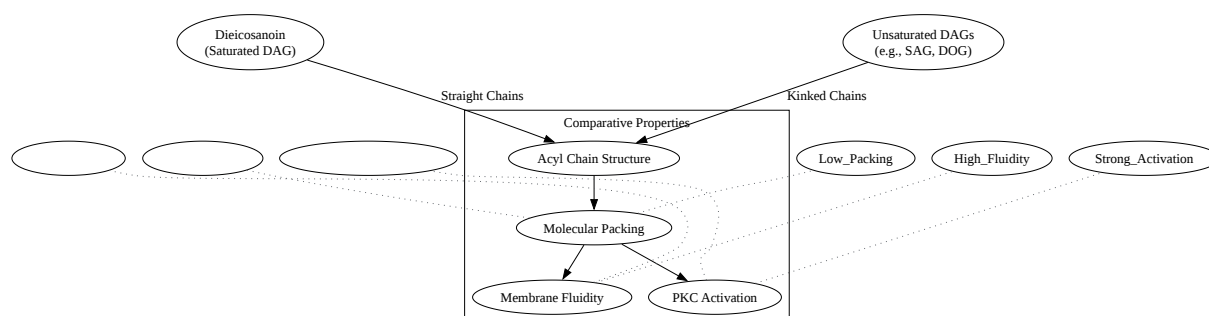 Dieicosanoin
(Saturated DAG)
Unsaturated DAGs
(e.g., SAG, DOG)
Straight Chains
Kinked Chains
Comparative Properties
Acyl Chain Structure
Low_Packing
High_Fluidity
Strong_Activation
Molecular Packing
Membrane Fluidity
PKC Activation